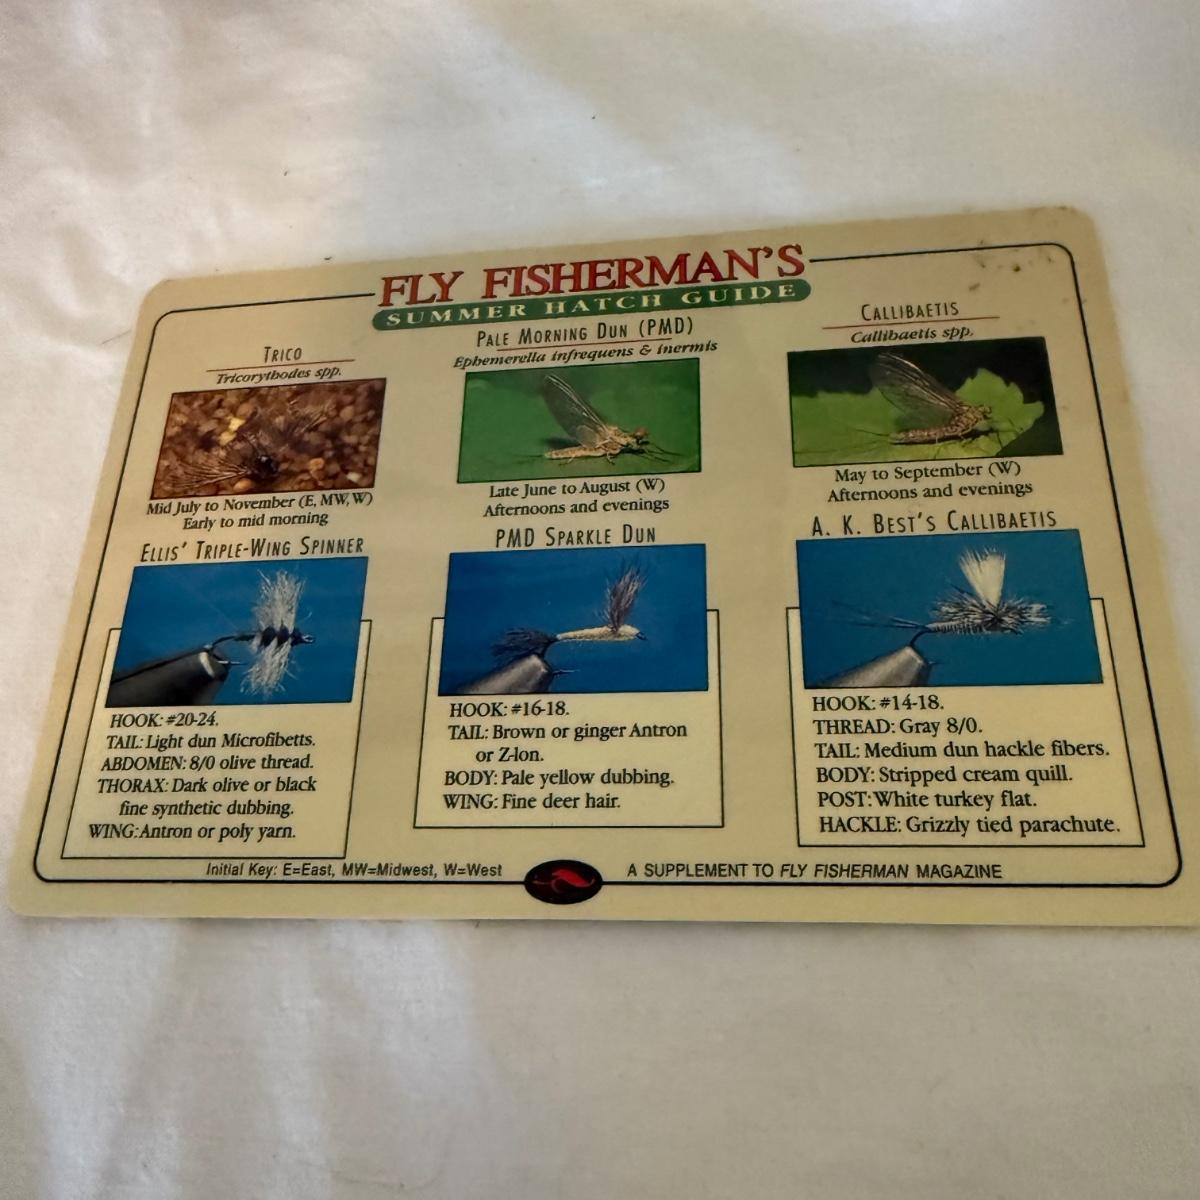 FLY FISHERMAN'S
SUMMER HATCH GUIDE
TRICO
Tricorythodes spp.
Mid July to November (E, MW, W)
Early to mid morning
ELLIS' TRIPLE-WING SPINNER
HOOK: #20-24.
TAIL: Light dun Microfibetts.
ABDOMEN: 8/0 olive thread.
THORAX: Dark olive or black
fine synthetic dubbing.
WING: Antron or poly yarn.
PALE MORNING DUN (PMD)
Ephemerella infrequens & inermis
Late June to August (W)
Afternoons and evenings
PMD SPARKLE DUN
HOOK: #16-18.
TAIL: Brown or ginger Antron
or Z-lon.
BODY: Pale yellow dubbing.
WING: Fine deer hair.
CALLIBAETIS
Callibaetis spp.
May to September (W)
Afternoons and evenings
A. K. BEST'S CALLIBAETIS
HOOK: #14-18.
THREAD: Gray 8/0.
TAIL: Medium dun hackle fibers.
BODY: Stripped cream quill.
POST: White turkey flat.
HACKLE: Grizzly tied parachute.
Initial Key: E=East, MW=Midwest, W=West
A SUPPLEMENT TO FLY FISHERMAN MAGAZINE